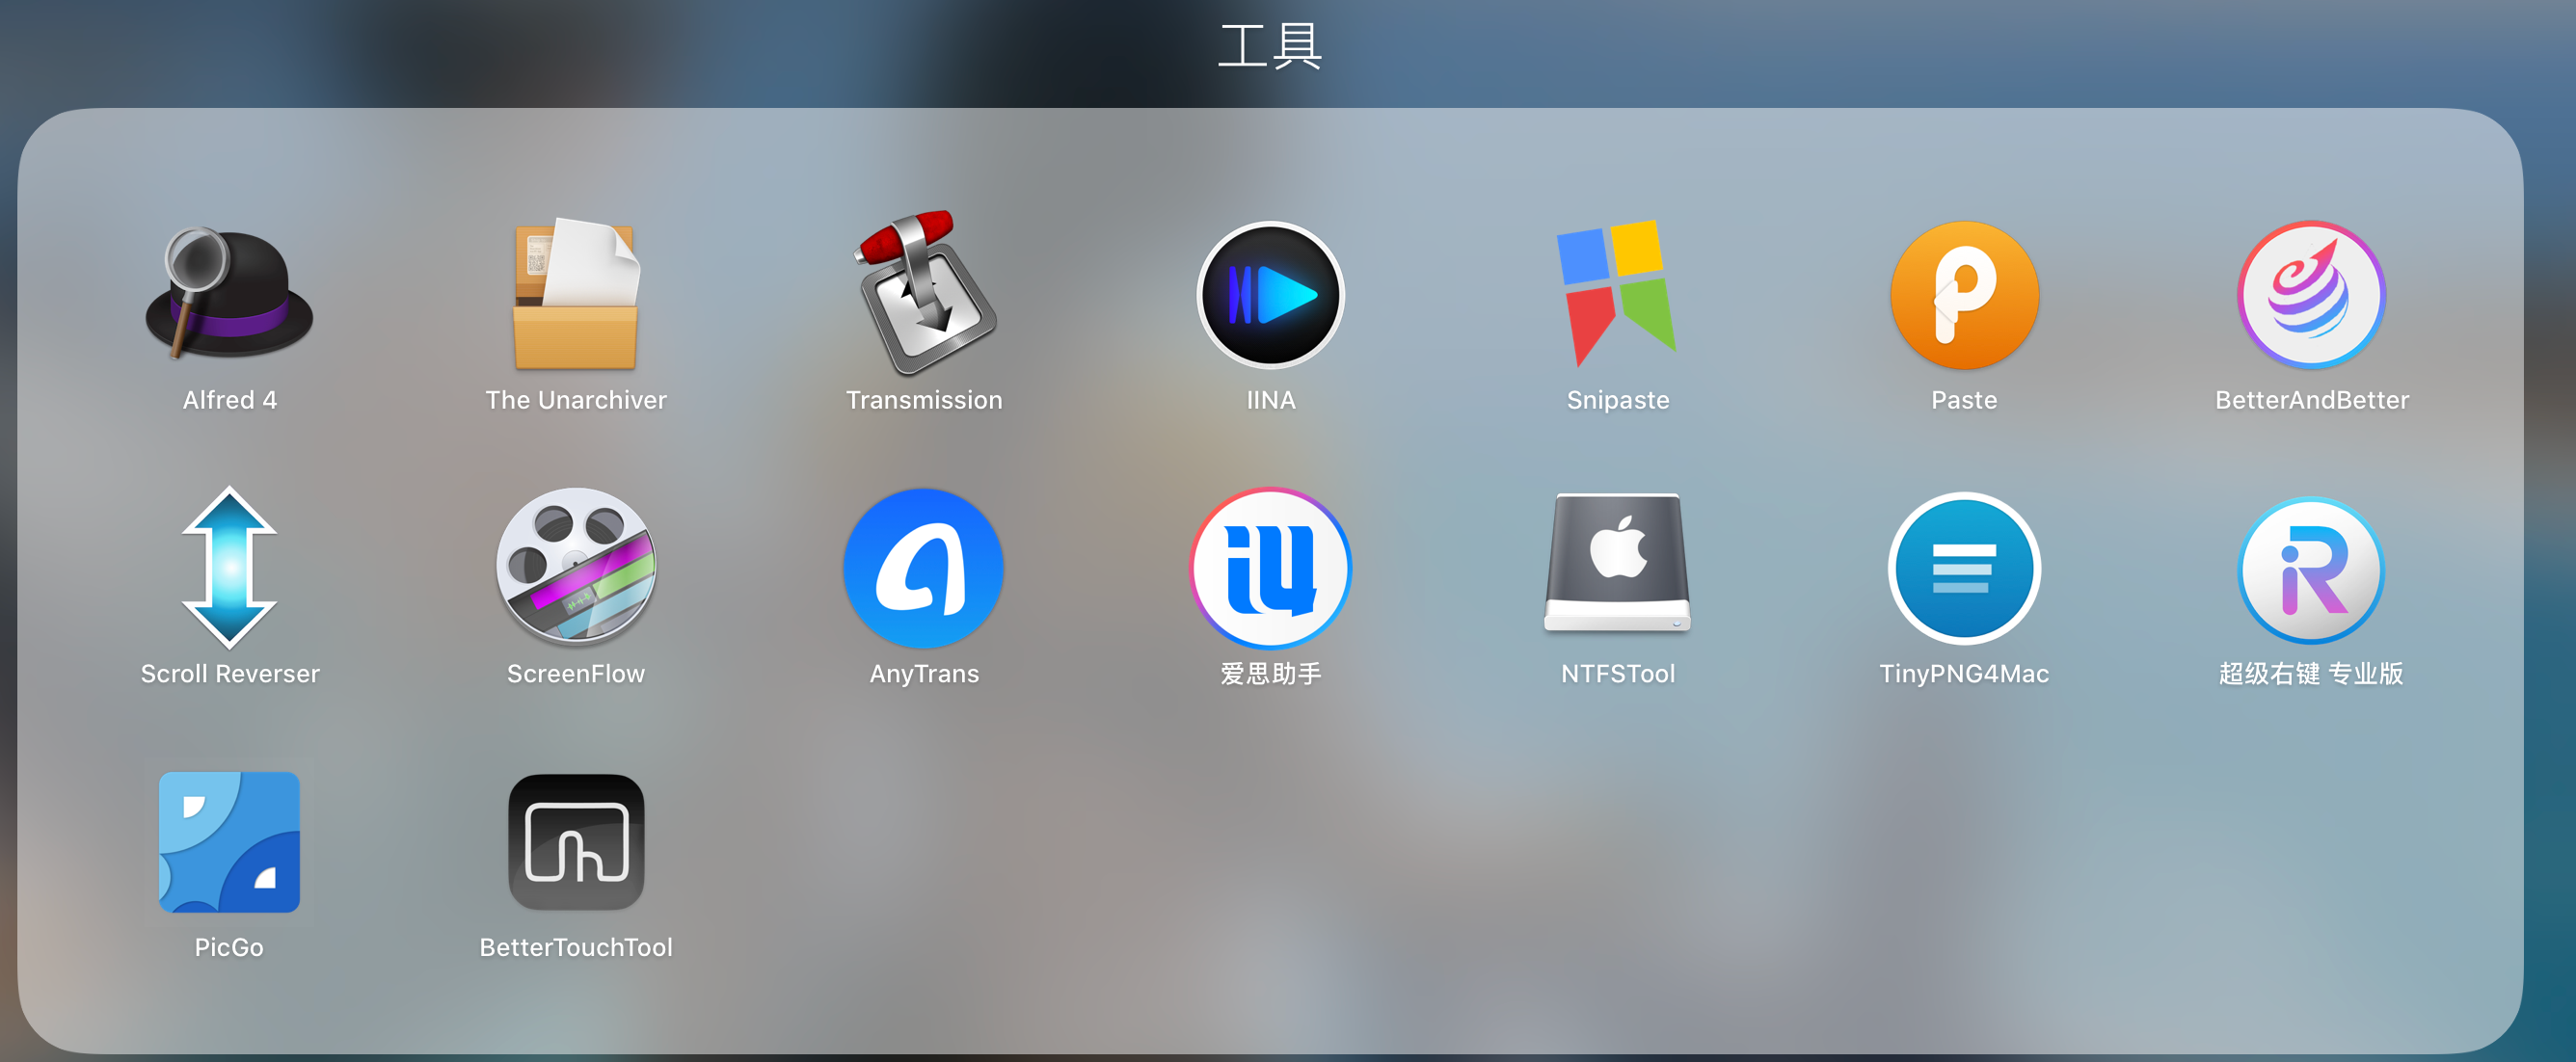 工具
Alfred 4
The Unarchiver
Transmission
IINA
Snipaste
Paste
BetterAndBetter
Scroll Reverser
ScreenFlow
AnyTrans
爱思助手
NTFSTool
TinyPNG4Mac
超级右键 专业版
PicGo
BetterTouchTool